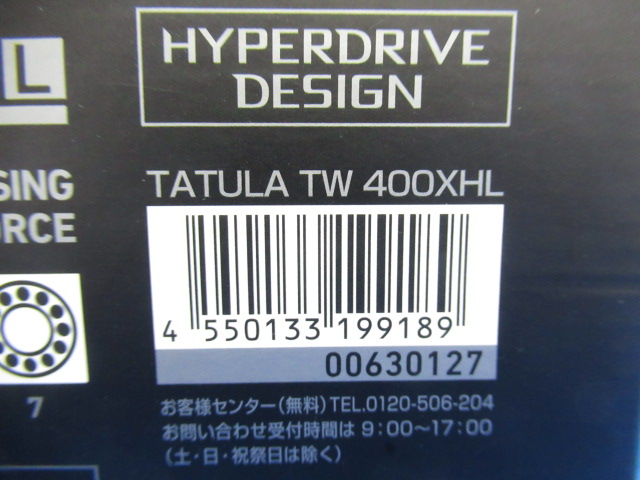 HYPERDRIVE
DESIGN
L
TATULA TW 400XHL
4 550133 199189
00630127
7
お客様センター(無料)TEL.0120-506-204
お問い合わせ受付時間は 9:00〜17:00
(土・日・祝祭日は除く)